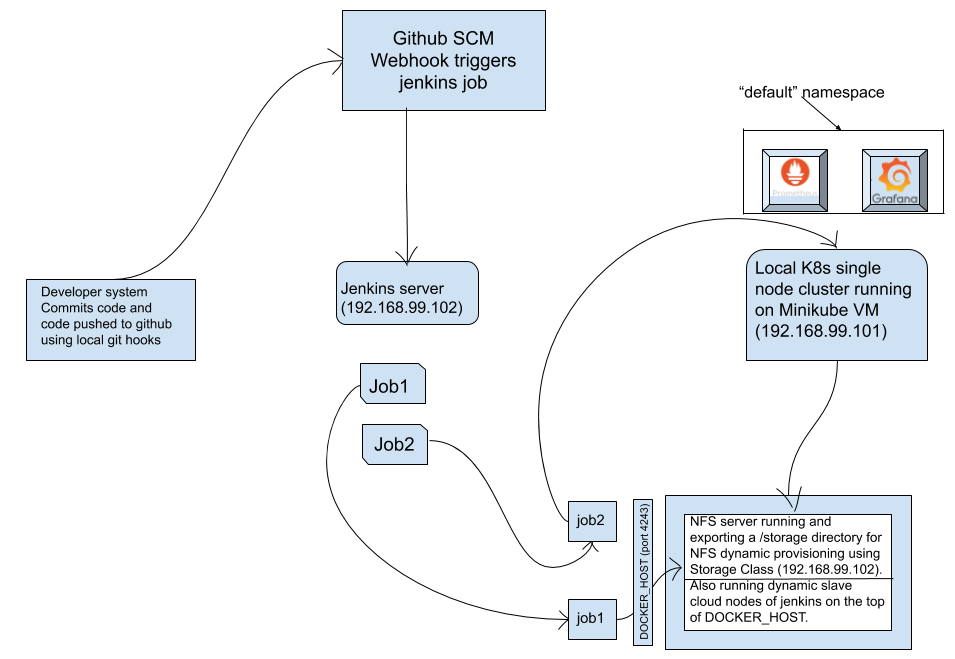 Github SCM
Webhook triggers
jenkins job
“default” namespace
Prometheus
Grafana
Developer system
Commits code and
code pushed to github
using local git hooks
Jenkins server
(192.168.99.102)
Local K8s single
node cluster running
on Minikube VM
(192.168.99.101)
Job1
Job2
job2
job1
DOCKER_HOST (port 4243)
NFS server running and
exporting a /storage directory for
NFS dynamic provisioning using
Storage Class (192.168.99.102).
Also running dynamic slave
cloud nodes of jenkins on the top
of DOCKER_HOST.